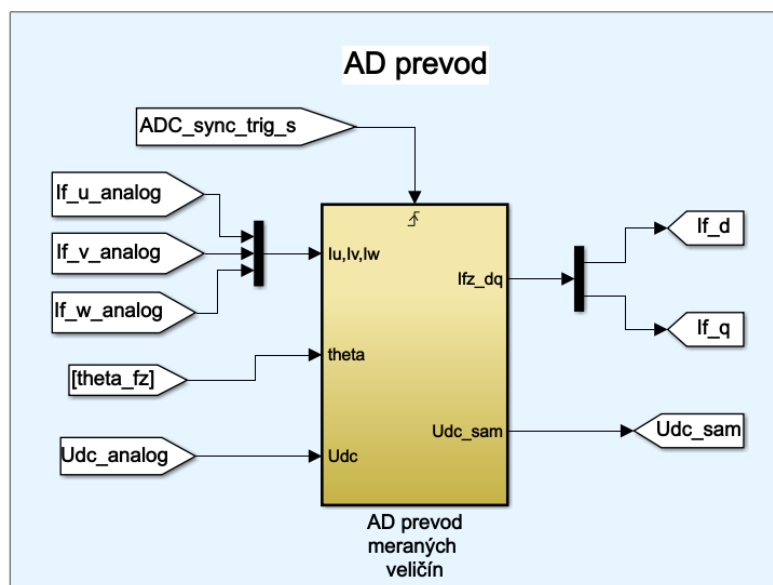 AD prevod
ADC_sync_trig_s
If_u_analog
If_v_analog
If_w_analog
[theta_fz]
Udc_analog
Iu,Iv,Iw
theta
Udc
Ifz_dq
Udc_sam
If_d
If_q
Udc_sam
AD prevod
meraných
veličín